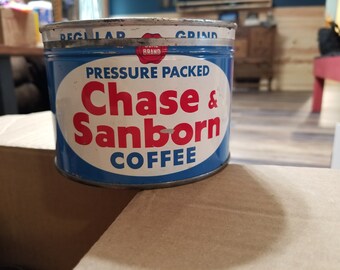 REGULAR GRIND
BRAND
PRESSURE PACKED
Chase &
Sanborn
COFFEE